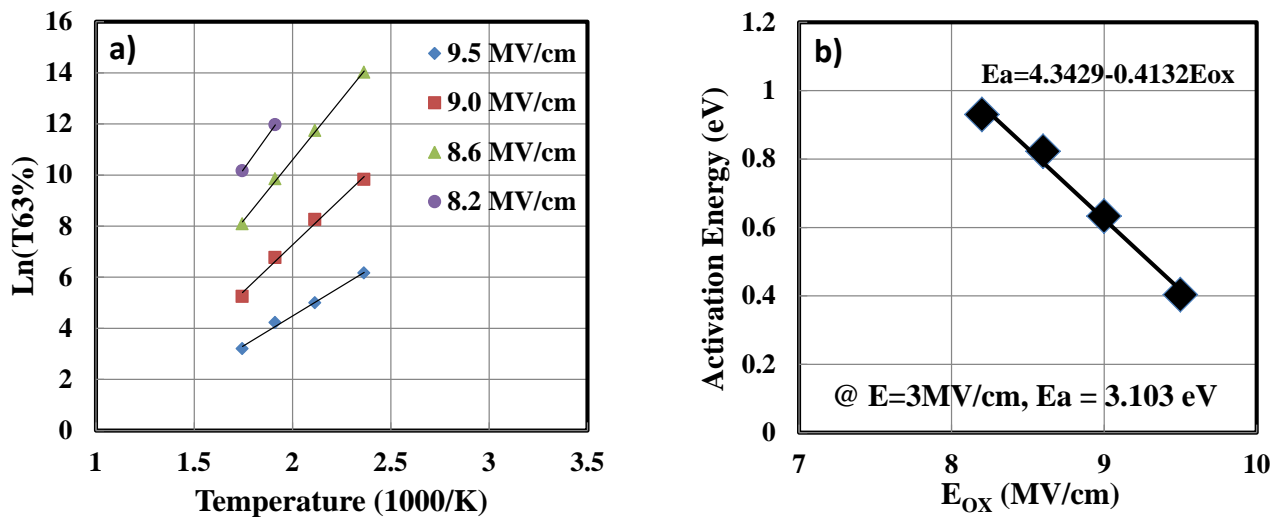 a)
9.5 MV/cm
9.0 MV/cm
8.6 MV/cm
8.2 MV/cm
Ln(T63%)
16
14
12
10
8
6
4
2
0
1 1.5 2 2.5 3 3.5
Temperature (1000/K)
b)
Ea=4.3429-0.4132Eox
Activation Energy (eV)
1.2
1
0.8
0.6
0.4
0.2
0
@ E=3MV/cm, Ea = 3.103 eV
7 8 9 10
EOX (MV/cm)